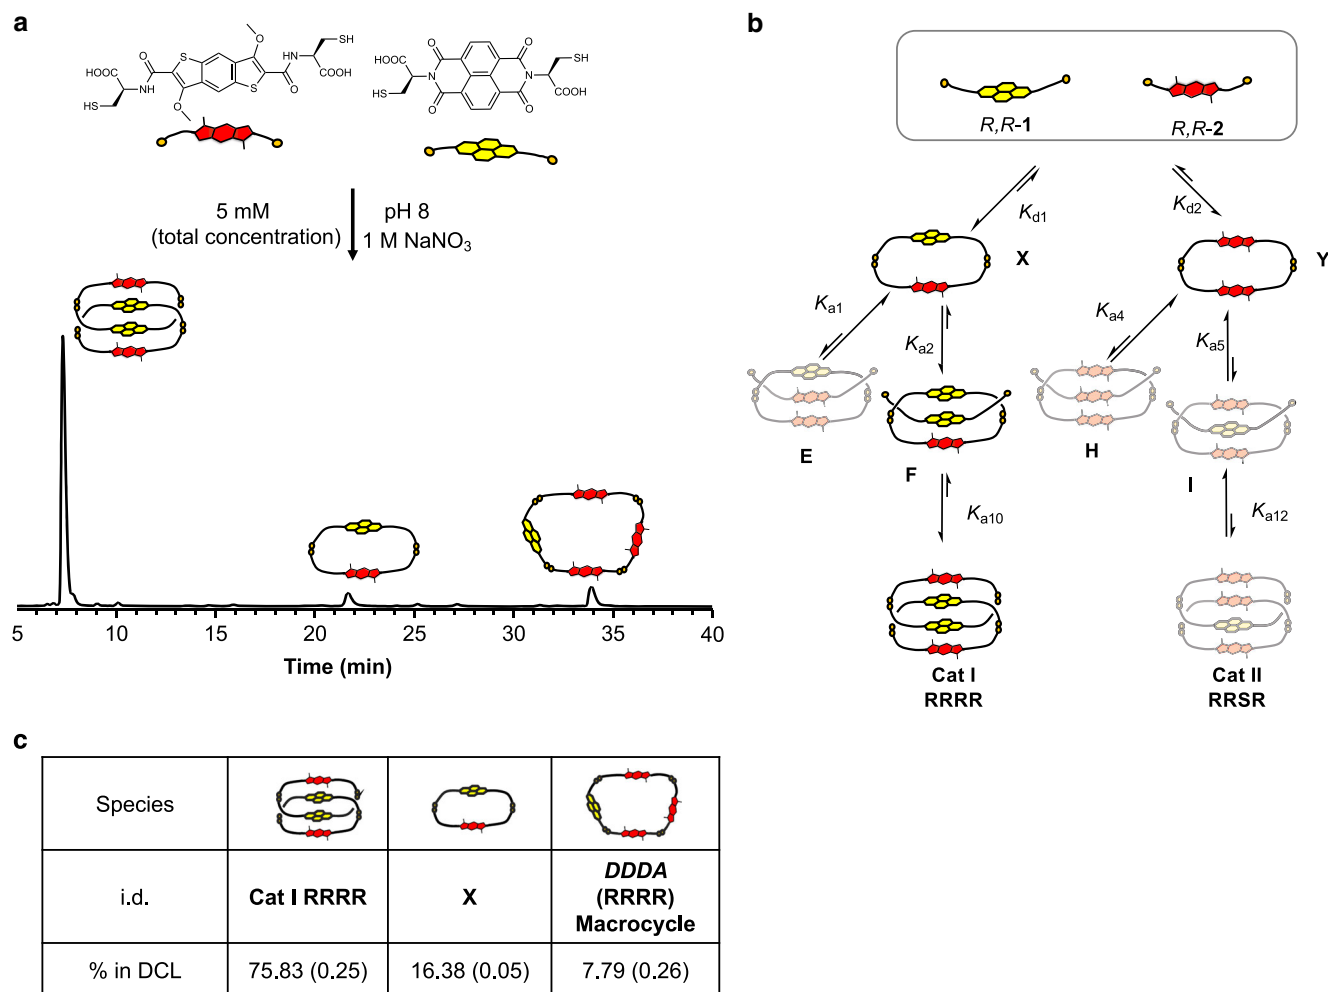 a
SH
O
HN
S
HOOC
O
COOH
NH
S
O
HS
O
SH
O
O
HOOC
N
N
HS
O
O
COOH
5 mM
(total concentration)
pH 8
1 M NaNO3
5
10
15
20
25
30
35
40
Time (min)
b
R,R-1
R,R-2
Kd1
Kd2
X
Y
Ka1
Ka2
Ka4
Ka5
E
F
H
I
Ka10
Ka12
Cat I
RRRR
Cat II
RRSR
c
Species
i.d.
Cat I RRRR
X
DDDA
(RRRR)
Macrocycle
% in DCL
75.83 (0.25)
16.38 (0.05)
7.79 (0.26)